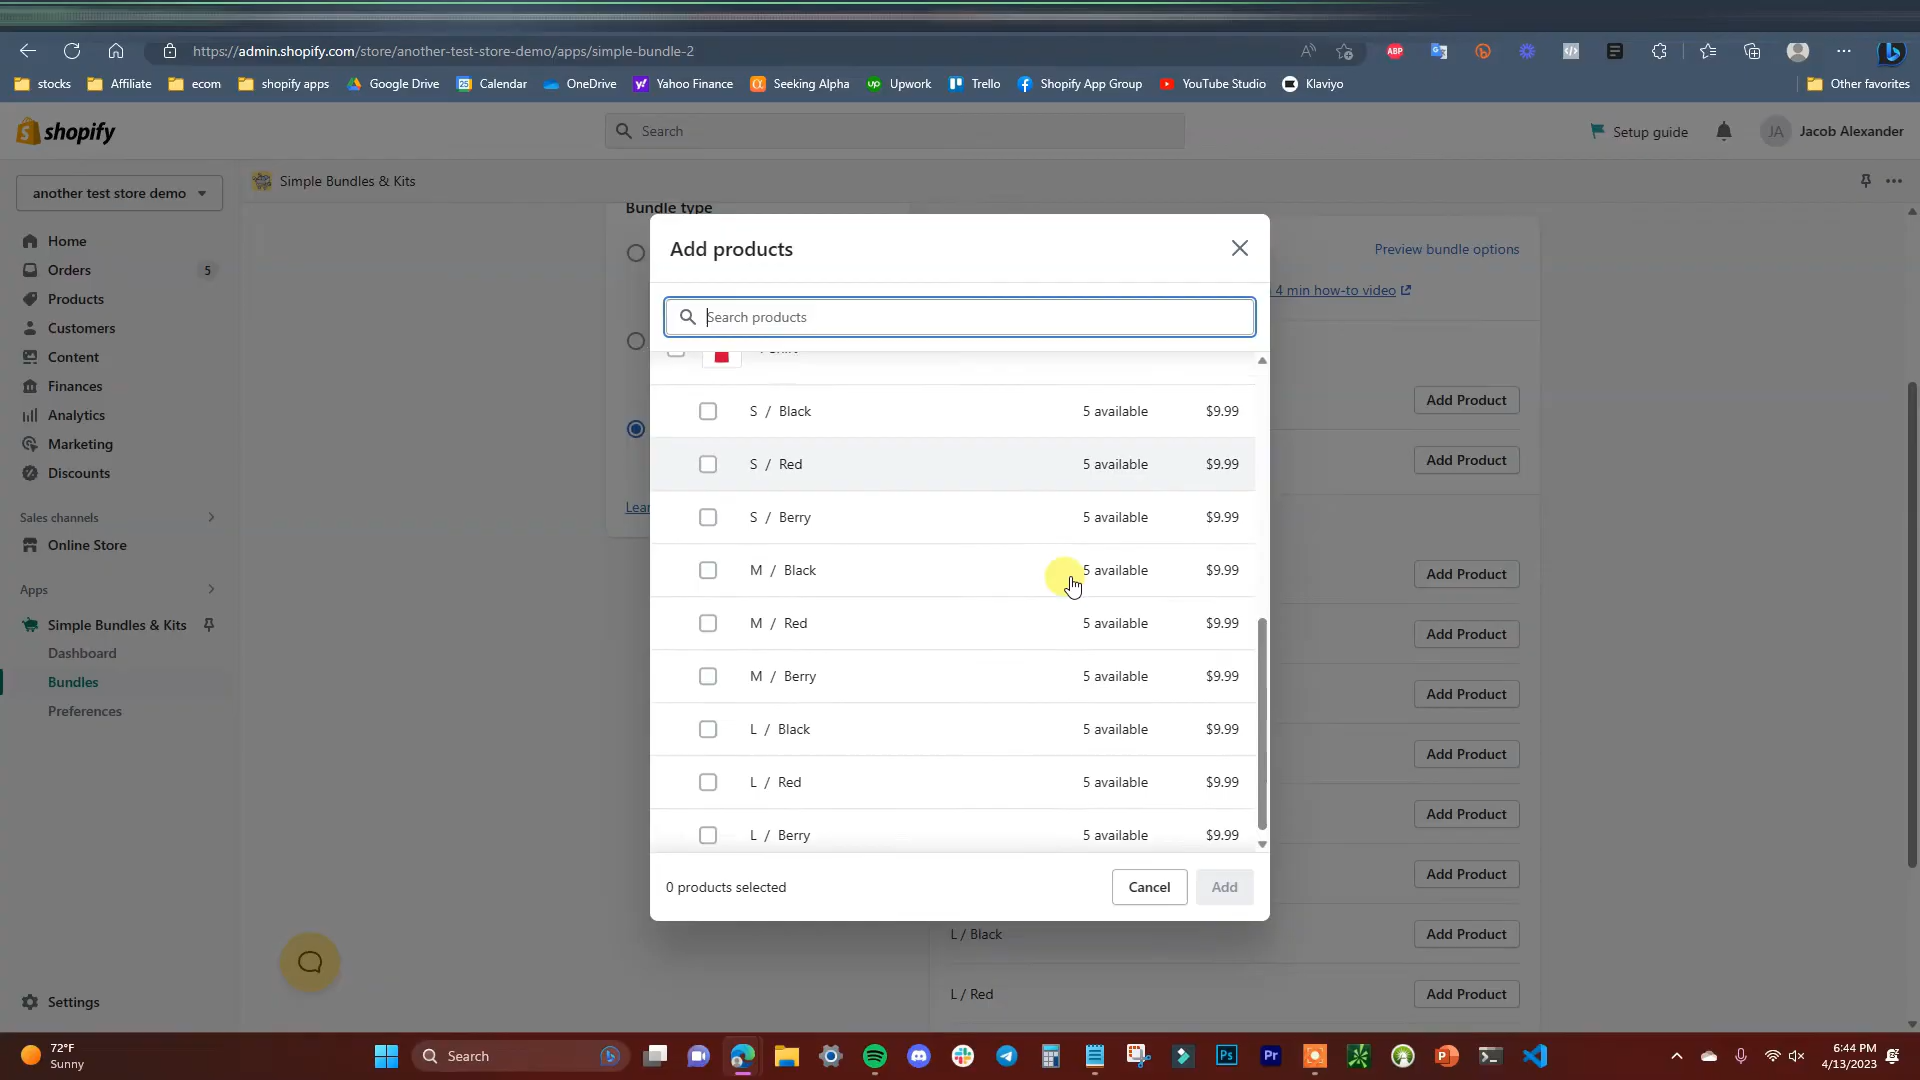 https://admin.shopify.com/store/another-test-store-demo/apps/simple-bundle-2
stocks Affiliate ecom shopify apps Google Drive Calendar OneDrive Yahoo Finance Seeking Alpha Upwork Trello Shopify App Group YouTube Studio Klaviyo Other favorites
shopify Search Setup guide JA Jacob Alexander
another test store demo
Simple Bundles & Kits
Home
Orders 5
Products
Customers
Content
Finances
Analytics
Marketing
Discounts
Sales channels
Online Store
Apps
Simple Bundles & Kits
Dashboard
Bundles
Preferences
Settings
Bundle type
Preview bundle options
4 min how-to video
Add products
Search products
S / Black 5 available $9.99
S / Red 5 available $9.99
S / Berry 5 available $9.99
M / Black 5 available $9.99
M / Red 5 available $9.99
M / Berry 5 available $9.99
L / Black 5 available $9.99
L / Red 5 available $9.99
L / Berry 5 available $9.99
0 products selected Cancel Add
Add Product
Add Product
Add Product
Add Product
Add Product
Add Product
Add Product
Add Product
L / Black Add Product
L / Red Add Product
72°F
Sunny
Search
6:44 PM
4/13/2023